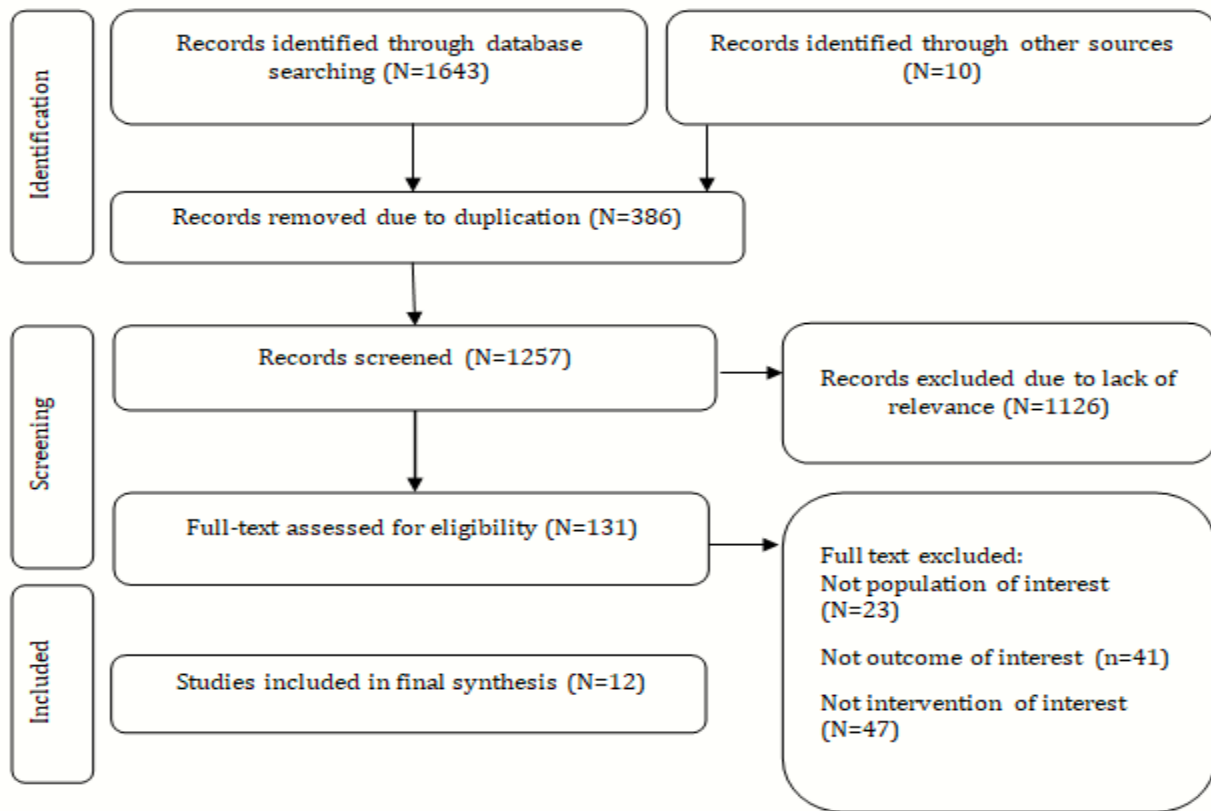 Identification
Records identified through database
searching (N=1643)
Records identified through other sources
(N=10)
Records removed due to duplication (N=386)
Screening
Records screened (N=1257)
Records excluded due to lack of
relevance (N=1126)
Full-text assessed for eligibility (N=131)
Full text excluded:
Not population of interest
(N=23)
Not outcome of interest (n=41)
Not intervention of interest
(N=47)
Included
Studies included in final synthesis (N=12)